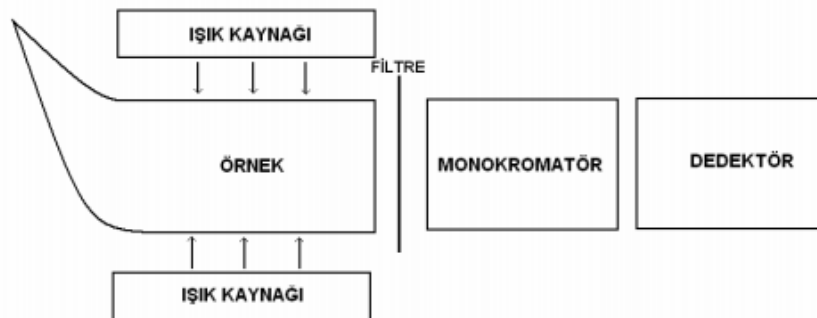 IŞIK KAYNAĞI
FİLTRE
ÖRNEK
MONOKROMATÖR
DEDEKTÖR
IŞIK KAYNAĞI